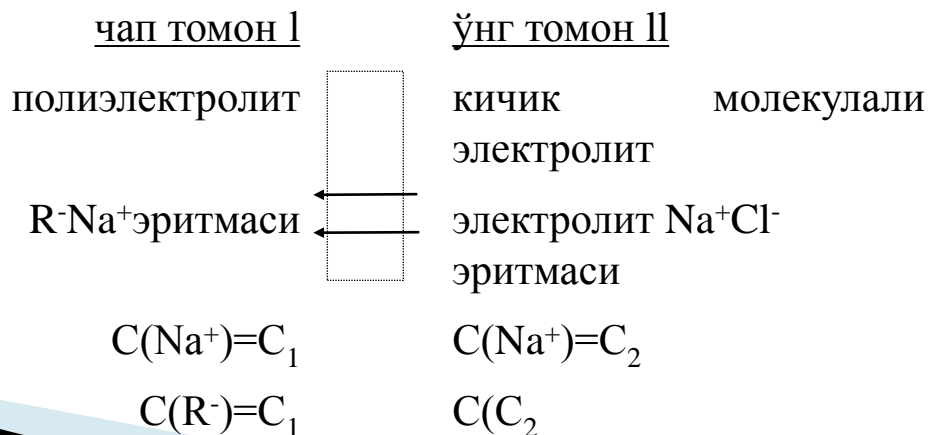 чап томон l ўнг томон ll
полиэлектролит кичик молекулали
электролит
R⁻Na⁺эритмаси электролит Na⁺Cl⁻
эритмаси
C(Na⁺)=C₁ C(Na⁺)=C₂
C(R⁻)=C₁ C(C₂